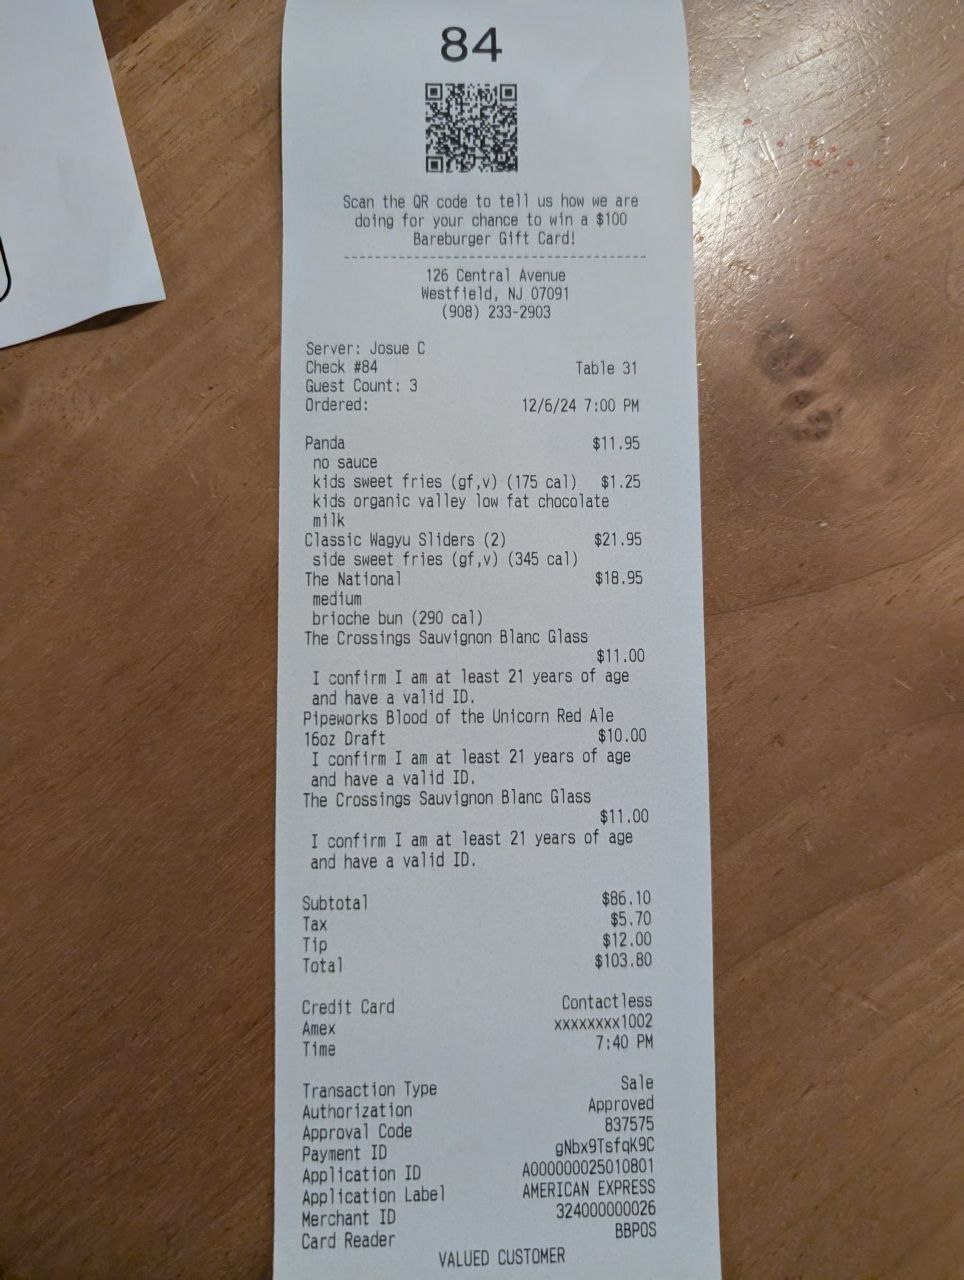 84
Scan the QR code to tell us how we are
doing for your chance to win a $100
Bareburger Gift Card!
126 Central Avenue
Westfield, NJ 07091
(908) 233-2903
Server: Josue C
Check #84 Table 31
Guest Count: 3
Ordered: 12/6/24 7:00 PM
Panda $11.95
no sauce
kids sweet fries (gf,v) (175 cal) $1.25
kids organic valley low fat chocolate
milk
Classic Wagyu Sliders (2) $21.95
side sweet fries (gf,v) (345 cal)
The National $18.95
medium
brioche bun (290 cal)
The Crossings Sauvignon Blanc Glass
$11.00
I confirm I am at least 21 years of age
and have a valid ID.
Pipeworks Blood of the Unicorn Red Ale
16oz Draft $10.00
I confirm I am at least 21 years of age
and have a valid ID.
The Crossings Sauvignon Blanc Glass
$11.00
I confirm I am at least 21 years of age
and have a valid ID.
Subtotal $86.10
Tax $5.70
Tip $12.00
Total $103.80
Credit Card Contactless
Amex xxxxxxxx1002
Time 7:40 PM
Transaction Type Sale
Authorization Approved
Approval Code 837575
Payment ID gNbx9TsfqK9C
Application ID A000000025010801
Application Label AMERICAN EXPRESS
Merchant ID 324000000026
Card Reader BBPOS
VALUED CUSTOMER